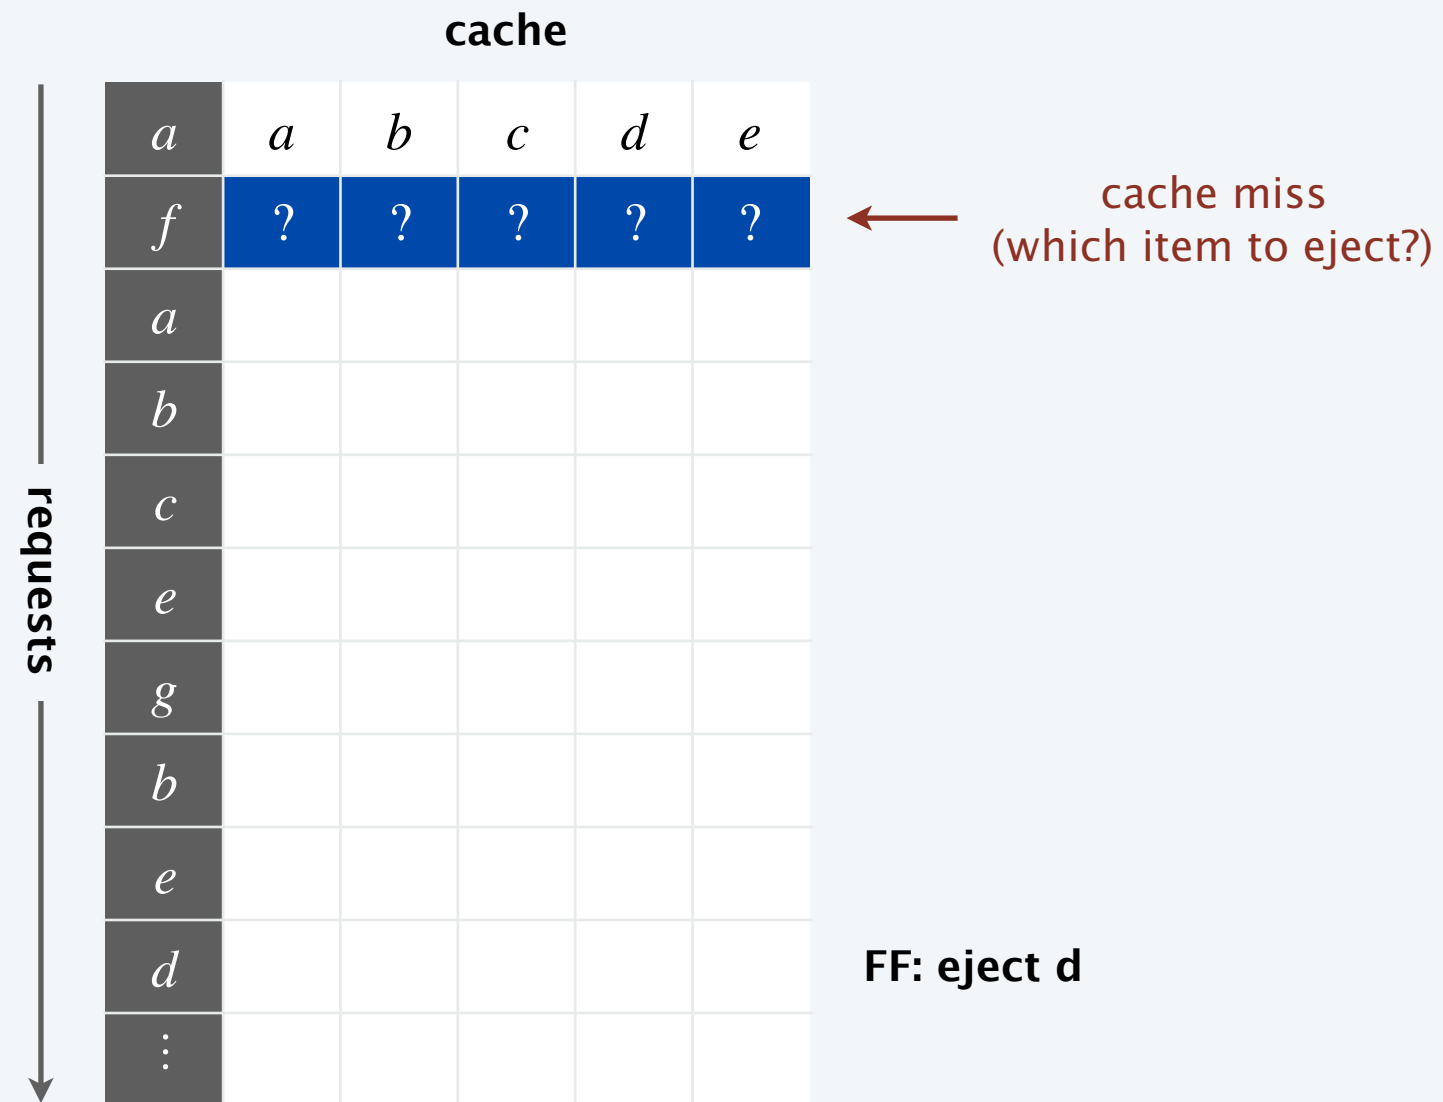 cache
requests
a a b c d e
f ? ? ? ? ?
cache miss
(which item to eject?)
a
b
c
e
g
b
e
d
FF: eject d
⋮